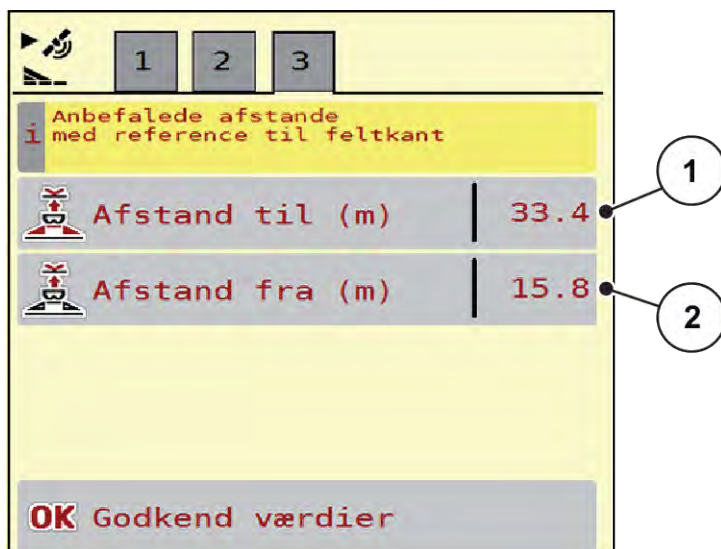 1 2 3
i Anbefalede afstande
med reference til feltkant
Afstand til (m) 33.4
1
Afstand fra (m) 15.8
2
OK Godkend værdier